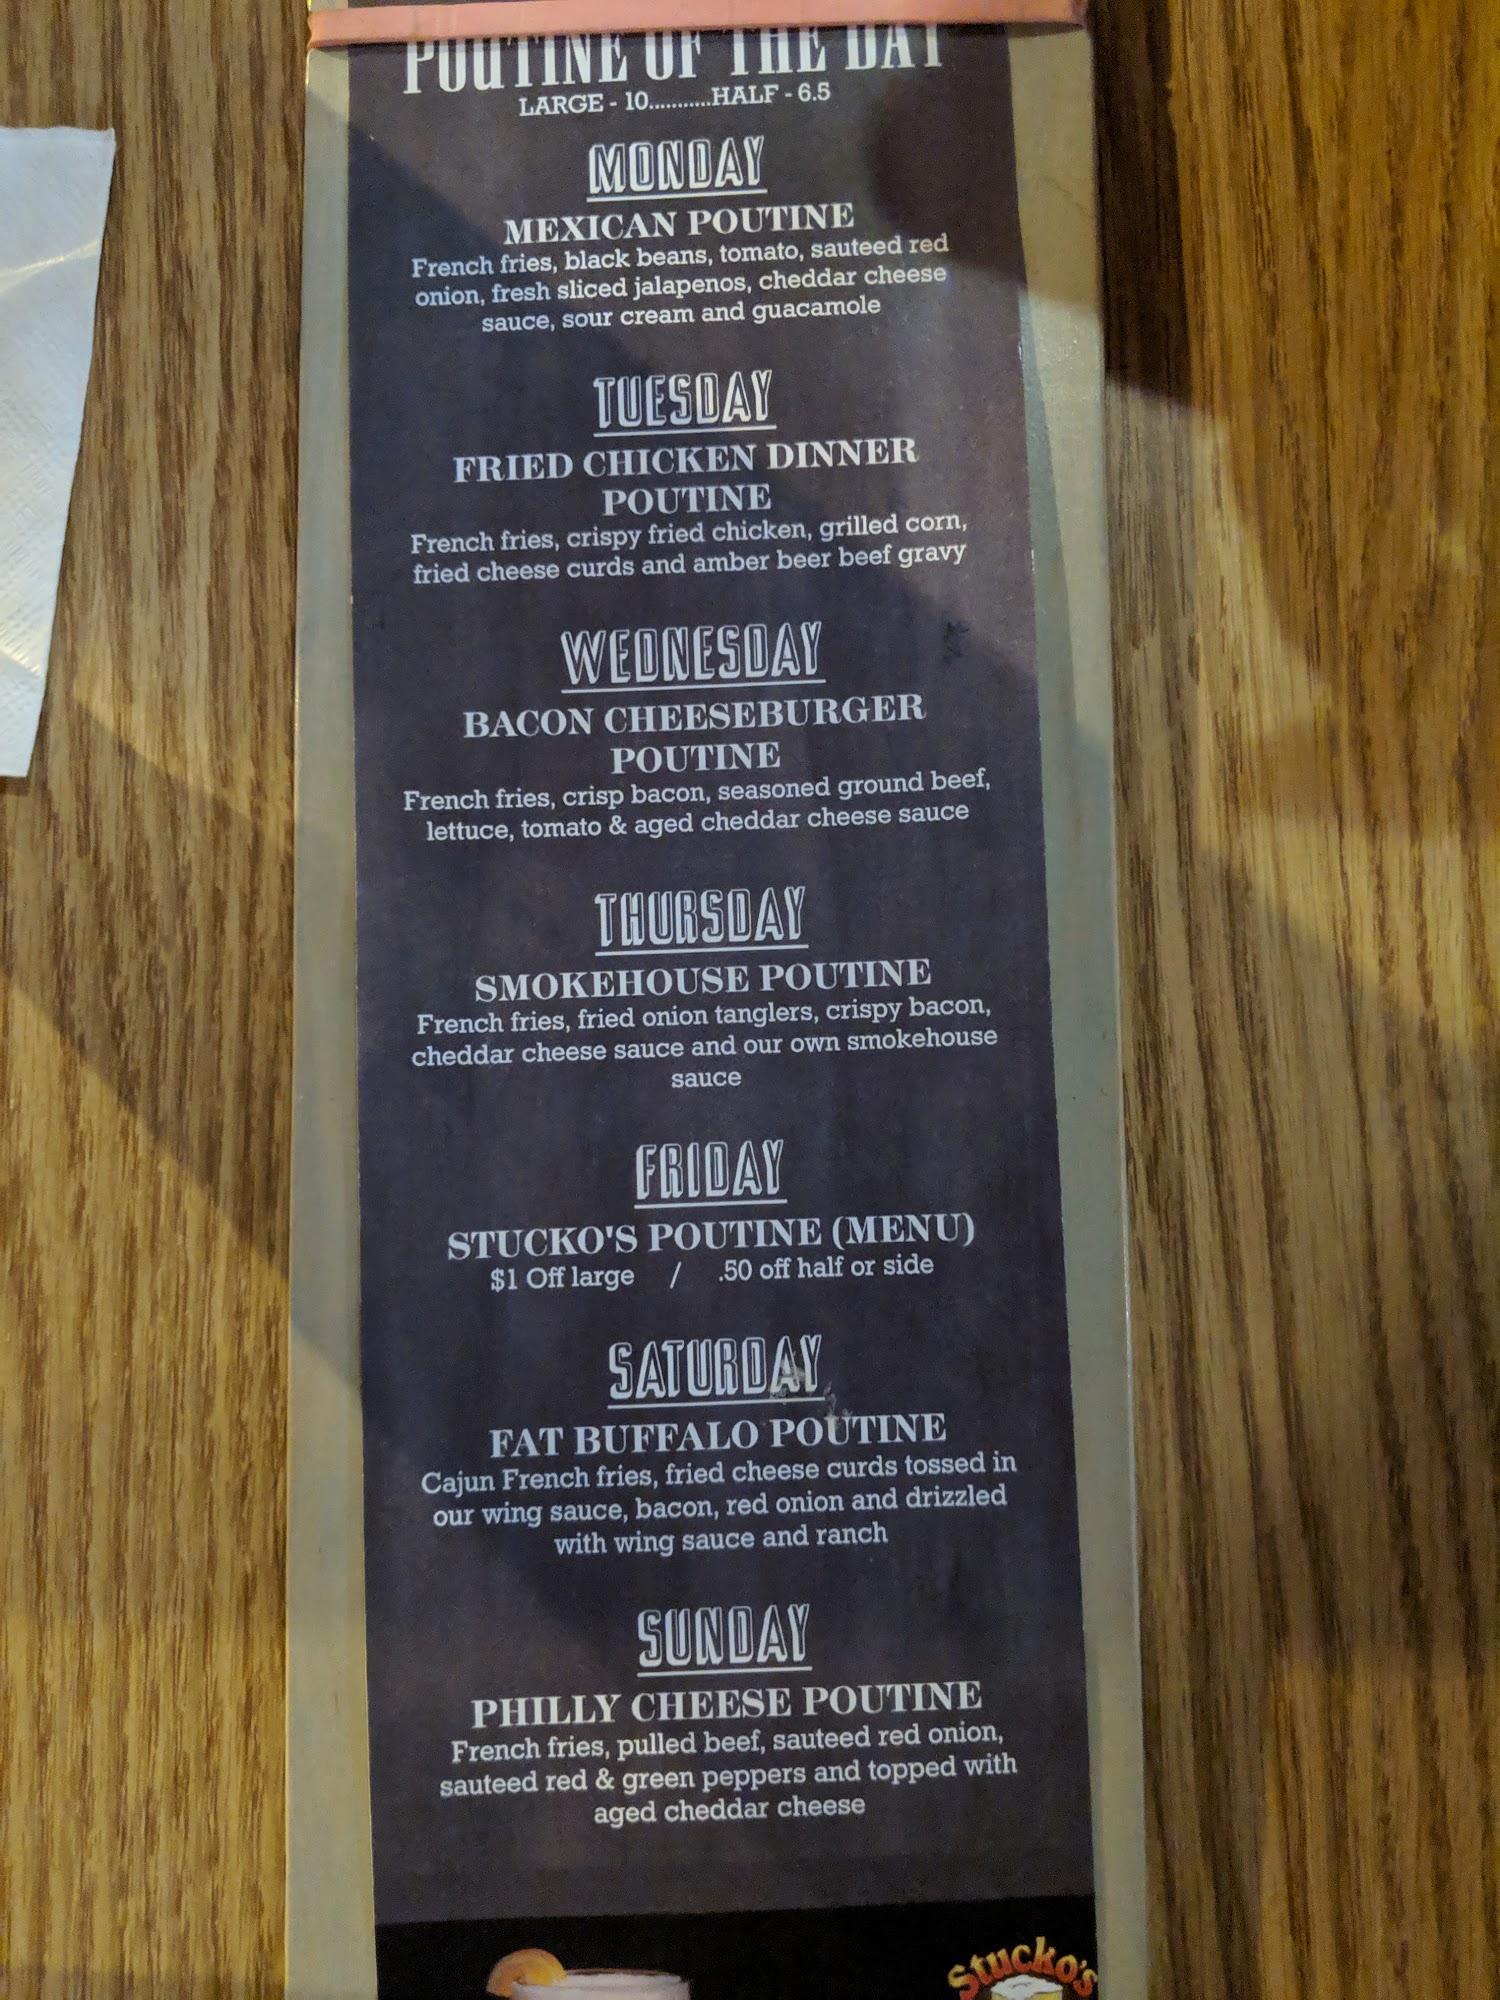 POUTINE OF THE DAY
LARGE - 10...........HALF - 6.5
MONDAY
MEXICAN POUTINE
French fries, black beans, tomato, sauteed red
onion, fresh sliced jalapenos, cheddar cheese
sauce, sour cream and guacamole
TUESDAY
FRIED CHICKEN DINNER
POUTINE
French fries, crispy fried chicken, grilled corn,
fried cheese curds and amber beer beef gravy
WEDNESDAY
BACON CHEESEBURGER
POUTINE
French fries, crisp bacon, seasoned ground beef,
lettuce, tomato & aged cheddar cheese sauce
THURSDAY
SMOKEHOUSE POUTINE
French fries, fried onion tanglers, crispy bacon,
cheddar cheese sauce and our own smokehouse
sauce
FRIDAY
STUCKO'S POUTINE (MENU)
$1 Off large / .50 off half or side
SATURDAY
FAT BUFFALO POUTINE
Cajun French fries, fried cheese curds tossed in
our wing sauce, bacon, red onion and drizzled
with wing sauce and ranch
SUNDAY
PHILLY CHEESE POUTINE
French fries, pulled beef, sauteed red onion,
sauteed red & green peppers and topped with
aged cheddar cheese
Stucko's